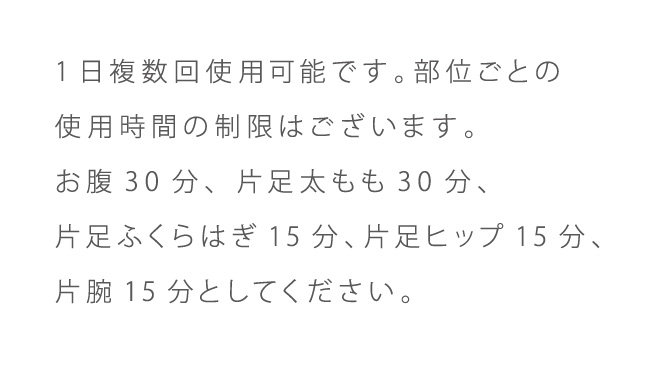 1日複数回使用可能です。部位ごとの
使用時間の制限はございます。
お腹30分、片足太もも30分、
片足ふくらはぎ15分、片足ヒップ15分、
片腕15分としてください。